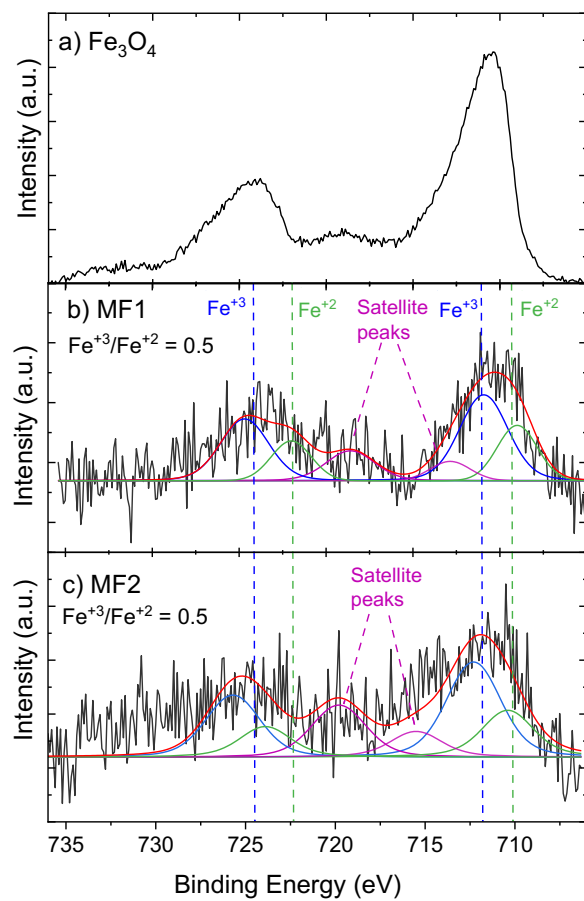 a) Fe₃O₄
Intensity (a.u.)
b) MF1
Fe⁺³/Fe⁺² = 0.5
Fe⁺³
Fe⁺²
Satellite
peaks
Fe⁺³
Fe⁺²
Intensity (a.u.)
c) MF2
Fe⁺³/Fe⁺² = 0.5
Satellite
peaks
Intensity (a.u.)
735 730 725 720 715 710
Binding Energy (eV)